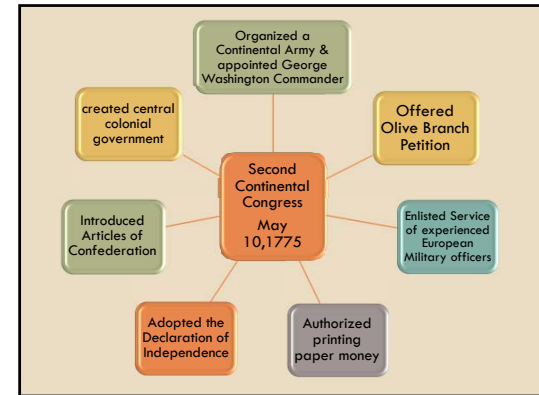 Organized a
Continental Army &
appointed George
Washington Commander
created central
colonial
government
Offered
Olive Branch
Petition
Second
Continental
Congress
May
10,1775
Introduced
Articles of
Confederation
Enlisted Service
of experienced
European
Military officers
Adopted the
Declaration of
Independence
Authorized
printing
paper money